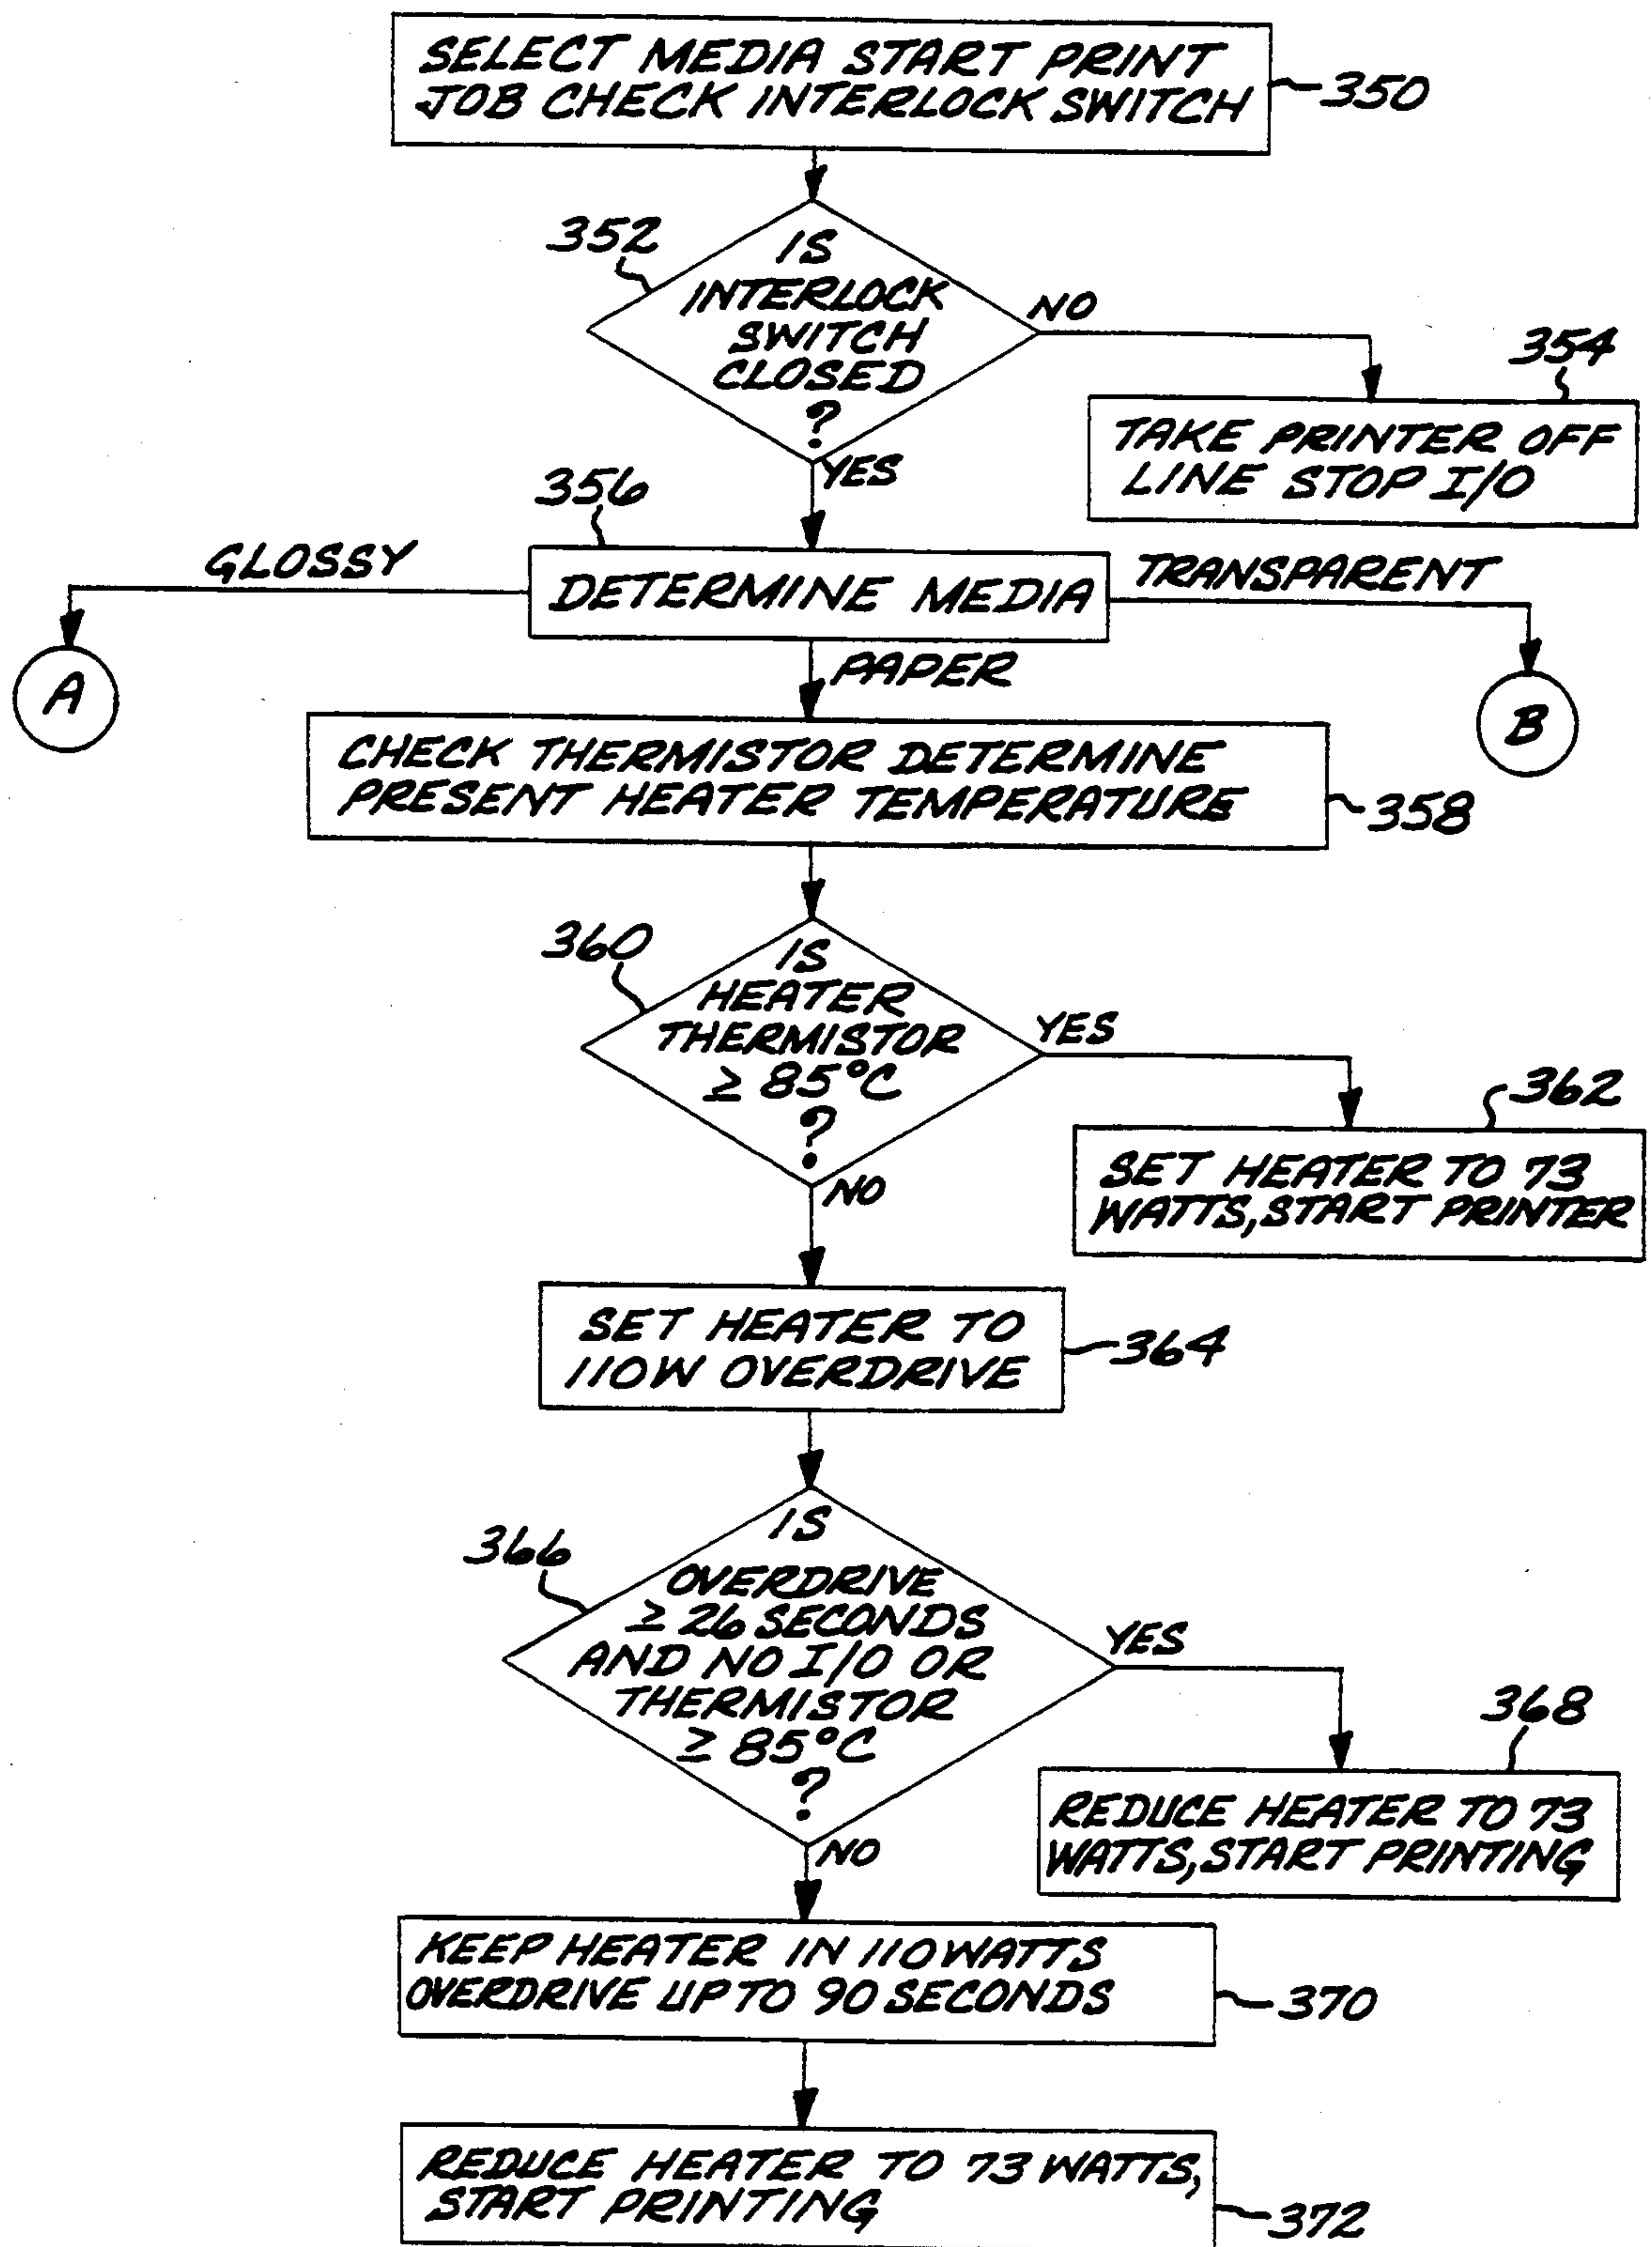 SELECT MEDIA START PRINT
JOB CHECK INTERLOCK SWITCH
350
352
IS
INTERLOCK
SWITCH
CLOSED
?
NO
354
TAKE PRINTER OFF
LINE STOP I/O
YES
356
GLOSSY
DETERMINE MEDIA
TRANSPARENT
A
PAPER
B
CHECK THERMISTOR DETERMINE
PRESENT HEATER TEMPERATURE
358
360
IS
HEATER
THERMISTOR
≥ 85°C
?
YES
362
SET HEATER TO 73
WATTS, START PRINTER
NO
SET HEATER TO
110W OVERDRIVE
364
366
IS
OVERDRIVE
≥ 26 SECONDS
AND NO I/O OR
THERMISTOR
≥ 85°C
?
YES
368
REDUCE HEATER TO 73
WATTS, START PRINTING
NO
KEEP HEATER IN 110 WATTS
OVERDRIVE UP TO 90 SECONDS
370
REDUCE HEATER TO 73 WATTS,
START PRINTING
372